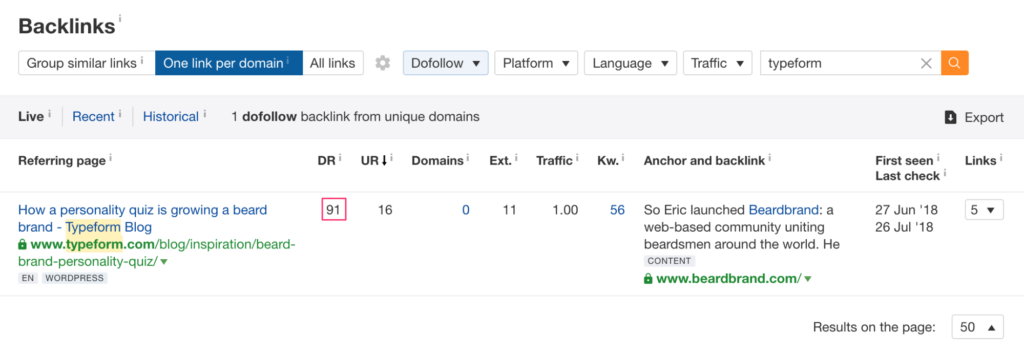 Backlinks i
Group similar links i One link per domain i All links Dofollow ▼ Platform ▼ Language ▼ Traffic ▼ typeform
Live i Recent i Historical i 1 dofollow backlink from unique domains Export
Referring page i DR i UR ↓ i Domains i Ext. i Traffic i Kw. i Anchor and backlink i First seen i Links i
Last check i
How a personality quiz is growing a beard 91 16 0 11 1.00 56 So Eric launched Beardbrand: a 27 Jun '18 5 ▼
brand - Typeform Blog web-based community uniting 26 Jul '18
www.typeform.com/blog/inspiration/beard- beardsmen around the world. He
brand-personality-quiz/▼ CONTENT
EN WORDPRESS www.beardbrand.com/▼
Results on the page: 50 ▲